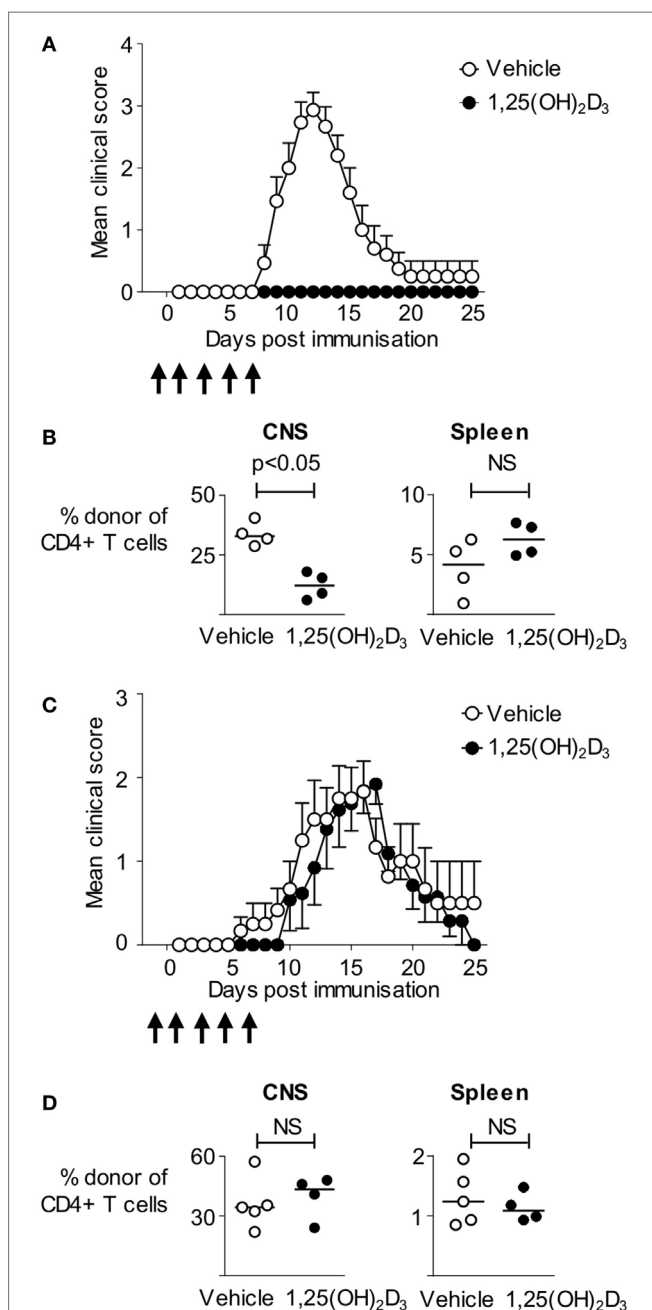 A
Mean clinical score
4
3
2
1
0
Vehicle
1,25(OH)₂D₃
0 5 10 15 20 25
Days post immunisation
B
CNS
p<0.05
% donor of
CD4+ T cells
50
25
Vehicle 1,25(OH)₂D₃
Spleen
NS
10
5
Vehicle 1,25(OH)₂D₃
C
Mean clinical score
3
2
1
0
Vehicle
1,25(OH)₂D₃
0 5 10 15 20 25
Days post immunisation
D
CNS
NS
% donor of
CD4+ T cells
60
30
Vehicle 1,25(OH)₂D₃
Spleen
NS
2
1
Vehicle 1,25(OH)₂D₃